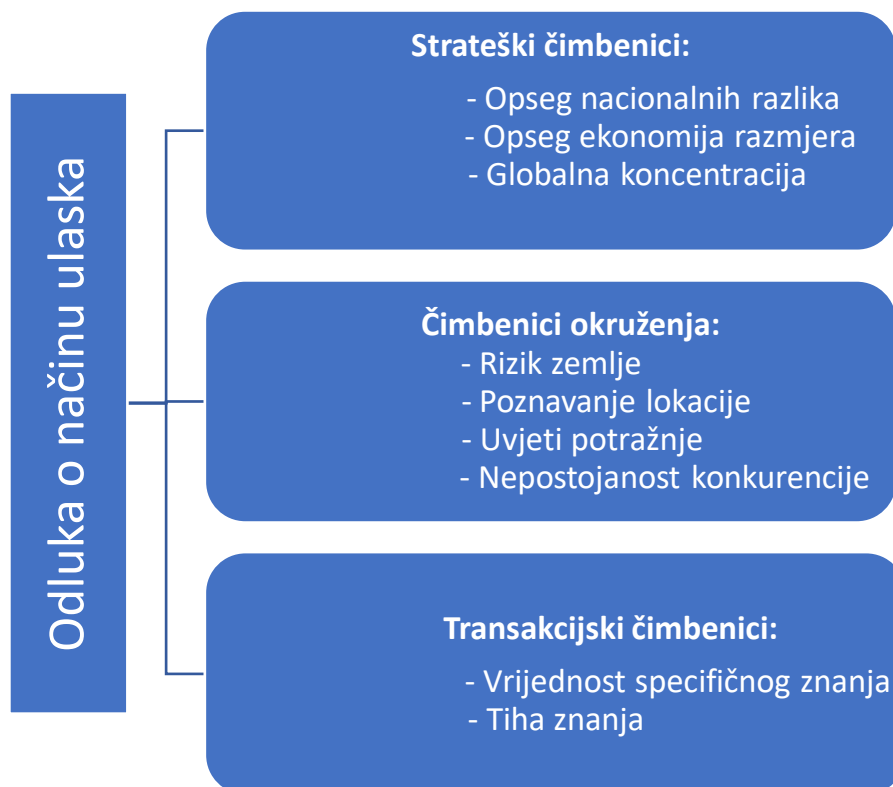 Odluka o načinu ulaska
Strateški čimbenici:
- Opseg nacionalnih razlika
- Opseg ekonomija razmjera
- Globalna koncentracija
Čimbenici okruženja:
- Rizik zemlje
- Poznavanje lokacije
- Uvjeti potražnje
- Nepostojanost konkurencije
Transakcijski čimbenici:
- Vrijednost specifičnog znanja
- Tiha znanja